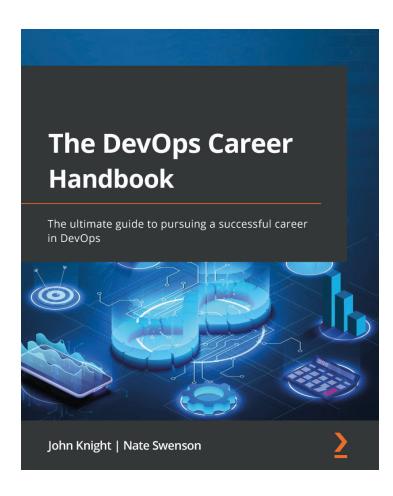 The DevOps Career
Handbook
The ultimate guide to pursuing a successful career
in DevOps
John Knight | Nate Swenson